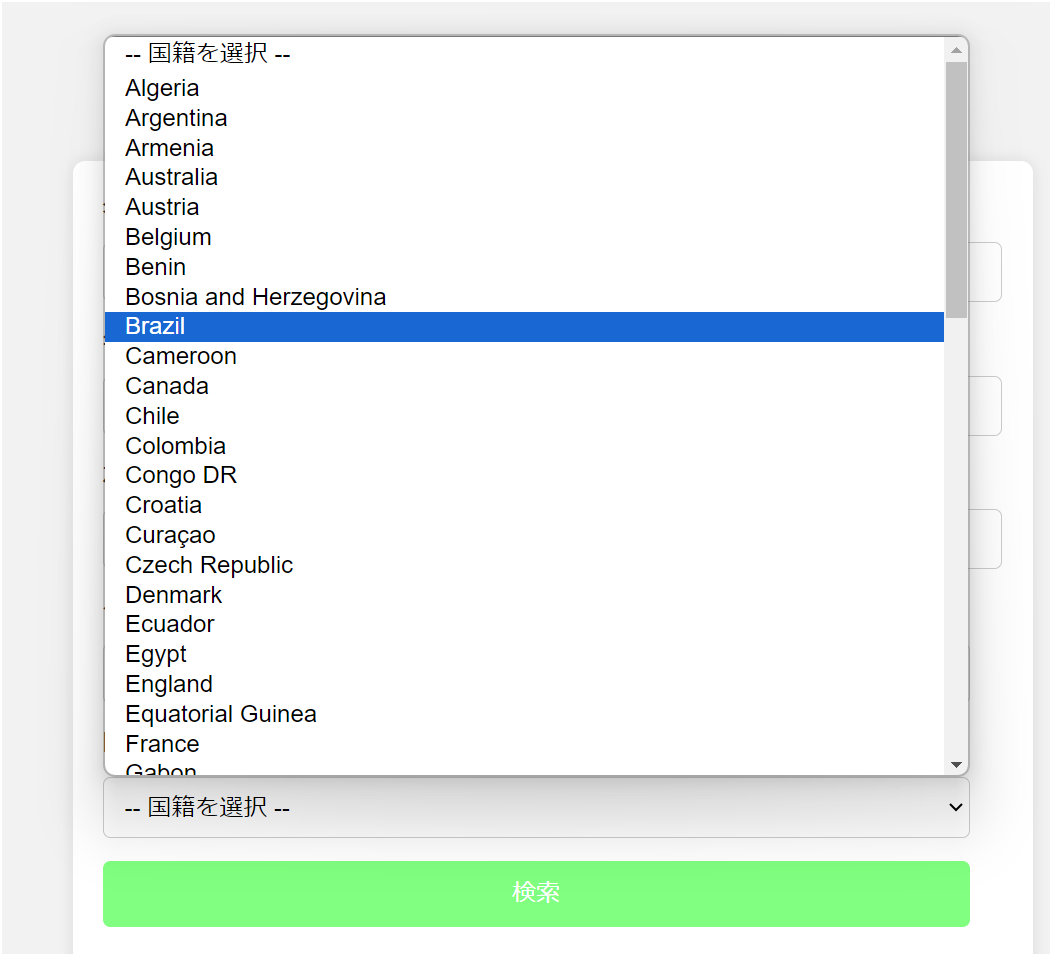 -- 国籍を選択 --
Algeria
Argentina
Armenia
Australia
Austria
Belgium
Benin
Bosnia and Herzegovina
Brazil
Cameroon
Canada
Chile
Colombia
Congo DR
Croatia
Curaçao
Czech Republic
Denmark
Ecuador
Egypt
England
Equatorial Guinea
France
Gabon
-- 国籍を選択 --
検索